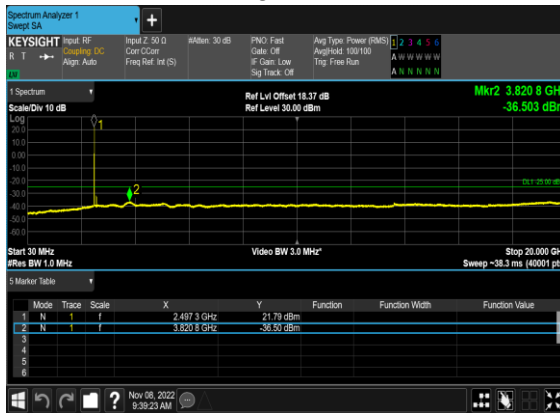 Spectrum Analyzer 1
Swept SA
+
KEYSIGHT
R T
Input: RF
Coupling: DC
Align: Auto
Input Z: 50 Ω
Corr CCorr
Freq Ref: Int (S)
#Atten: 30 dB
PNO: Fast
Gate: Off
IF Gain: Low
Sig Track: Off
Avg Type: Power (RMS)
Avg|Hold: 100/100
Trig: Free Run
1 2 3 4 5 6
A W W W W W
A N N N N N
1 Spectrum
Scale/Div 10 dB
Ref Lvl Offset 18.37 dB
Ref Level 30.00 dBm
Mkr2 3.820 8 GH
-36.503 dBr
Log
20.0
10.0
0.00
-10.0
-20.0
-30.0
-40.0
-50.0
-60.0
1
2
Start 30 MHz
#Res BW 1.0 MHz
Video BW 3.0 MHz*
Stop 20.000 GH
Sweep ~38.3 ms (40001 pt
5 Marker Table
Mode Trace Scale X Y Function Function Width Function Value
1 N 1 f 2.497 3 GHz 21.79 dBm
2 N 1 f 3.820 8 GHz -36.50 dBm
3
4
5
6
?
Nov 08, 2022
9:39:23 AM